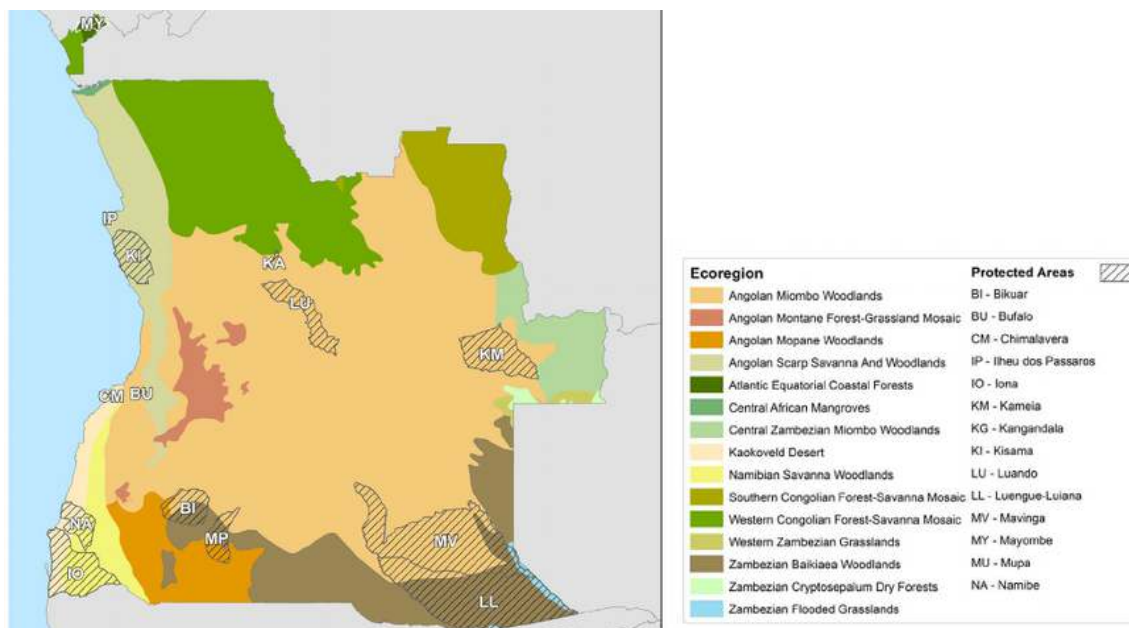 MY
IP
KI
KA
LU
KM
CM
BU
BI
MP
NA
MV
IO
LL
Ecoregion
Angolan Miombo Woodlands
Angolan Montane Forest-Grassland Mosaic
Angolan Mopane Woodlands
Angolan Scarp Savanna And Woodlands
Atlantic Equatorial Coastal Forests
Central African Mangroves
Central Zambezian Miombo Woodlands
Kaokoveld Desert
Namibian Savanna Woodlands
Southern Congolian Forest-Savanna Mosaic
Western Congolian Forest-Savanna Mosaic
Western Zambezian Grasslands
Zambezian Baikiaea Woodlands
Zambezian Cryptosepalum Dry Forests
Zambezian Flooded Grasslands
Protected Areas
BI - Bikuar
BU - Bufalo
CM - Chimalavera
IP - Ilheu dos Passaros
IO - Iona
KM - Kameia
KG - Kangandala
KI - Kisama
LU - Luando
LL - Luengue-Luiana
MV - Mavinga
MY - Mayombe
MU - Mupa
NA - Namibe